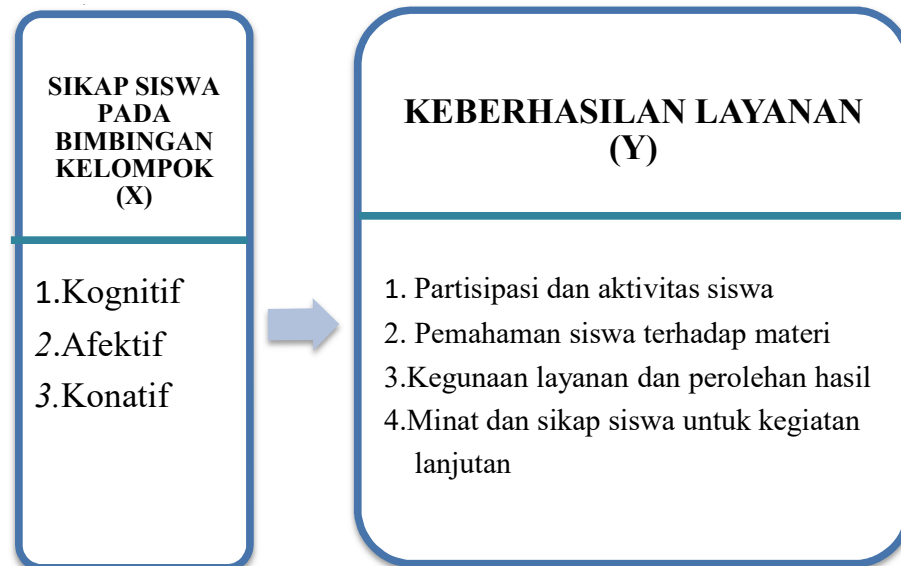 SIKAP SISWA
PADA
BIMBINGAN
KELOMPOK
(X)
1.Kognitif
2.Afektif
3.Konatif
KEBERHASILAN LAYANAN
(Y)
1. Partisipasi dan aktivitas siswa
2. Pemahaman siswa terhadap materi
3.Kegunaan layanan dan perolehan hasil
4.Minat dan sikap siswa untuk kegiatan
lanjutan